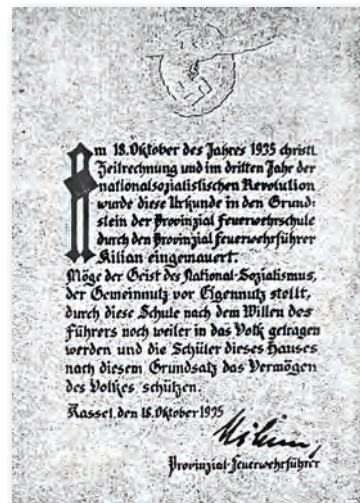 Am 18. Oktober des Jahres 1935 christl.
Zeitrechnung und im dritten Jahr der
nationalsozialistischen Revolution
wurde diese Urkunde in den Grund-
stein der Provinzial Feuerwehrschule
durch den Provinzial Feuerwehrführer
Kilian eingemauert.
Möge der Geist des National-Sozialismus,
der Gemeinnutz vor Eigennutz stellt,
durch diese Schule nach dem Willen des
Führers noch weiter in das Volk getragen
werden und die Schüler dieses Hauses
nach diesem Grundsatz das Vermögen
des Volkes schützen.
Kassel, den 18. Oktober 1935
Kilian
Provinzial-Feuerwehrführer